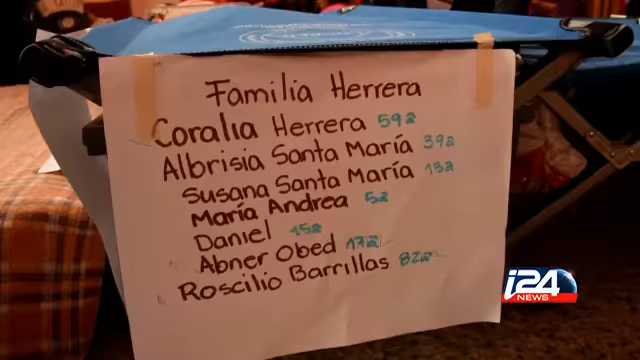 Familia Herrera
Coralia Herrera 59a
Albrisia Santa María 39a
Susana Santa María 13a
María Andrea 5a
Daniel 15a
Abner Obed 17a
Roscilio Barrillas 82a
i24
NEWS